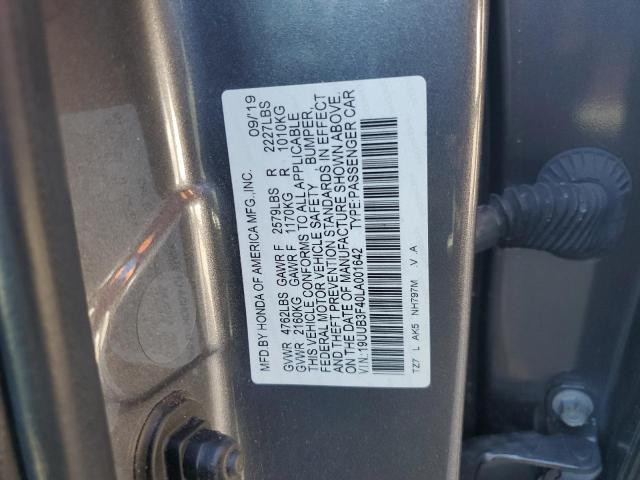 MFD. BY HONDA OF AMERICA MFG., INC. 09/19
GVWR 4762LBS GAWR F 2579LBS R 2227LBS
GVWR 2160KG GAWR F 1170KG R 1010KG
THIS VEHICLE CONFORMS TO ALL APPLICABLE
FEDERAL MOTOR VEHICLE SAFETY, BUMPER,
AND THEFT PREVENTION STANDARDS IN EFFECT
ON THE DATE OF MANUFACTURE SHOWN ABOVE.
V.I.N.:19UUB3F40LA001642 TYPE:PASSENGER CAR
TZ7 L AK5 NH797M .V .A